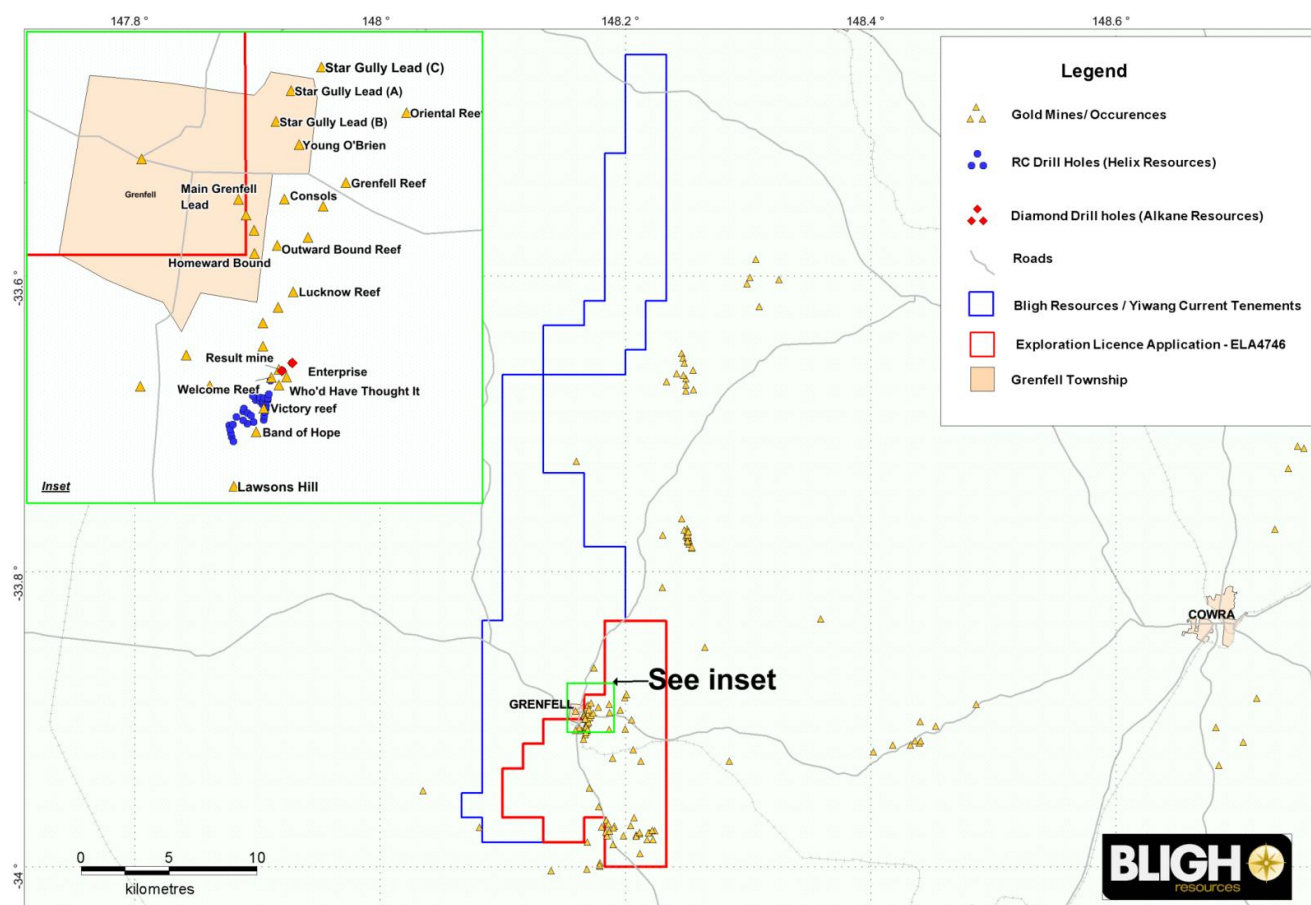 147.8 °
148 °
148.2 °
148.4 °
148.6 °
-33.6
-33.8 °
-34 °
Star Gully Lead (C)
Star Gully Lead (A)
Oriental Reef
Star Gully Lead (B)
Young O'Brien
Grenfell Reef
Grenfell
Main Grenfell
Lead
Consols
Outward Bound Reef
Homeward Bound
Lucknow Reef
Result mine
Enterprise
Welcome Reef
Who'd Have Thought It
Victory reef
Band of Hope
Inset
Lawsons Hill
Legend
Gold Mines/ Occurences
RC Drill Holes (Helix Resources)
Diamond Drill holes (Alkane Resources)
Roads
Bligh Resources / Yiwang Current Tenements
Exploration Licence Application - ELA4746
Grenfell Township
COWRA
See inset
GRENFELL
0 5 10
kilometres
BLIGH
resources